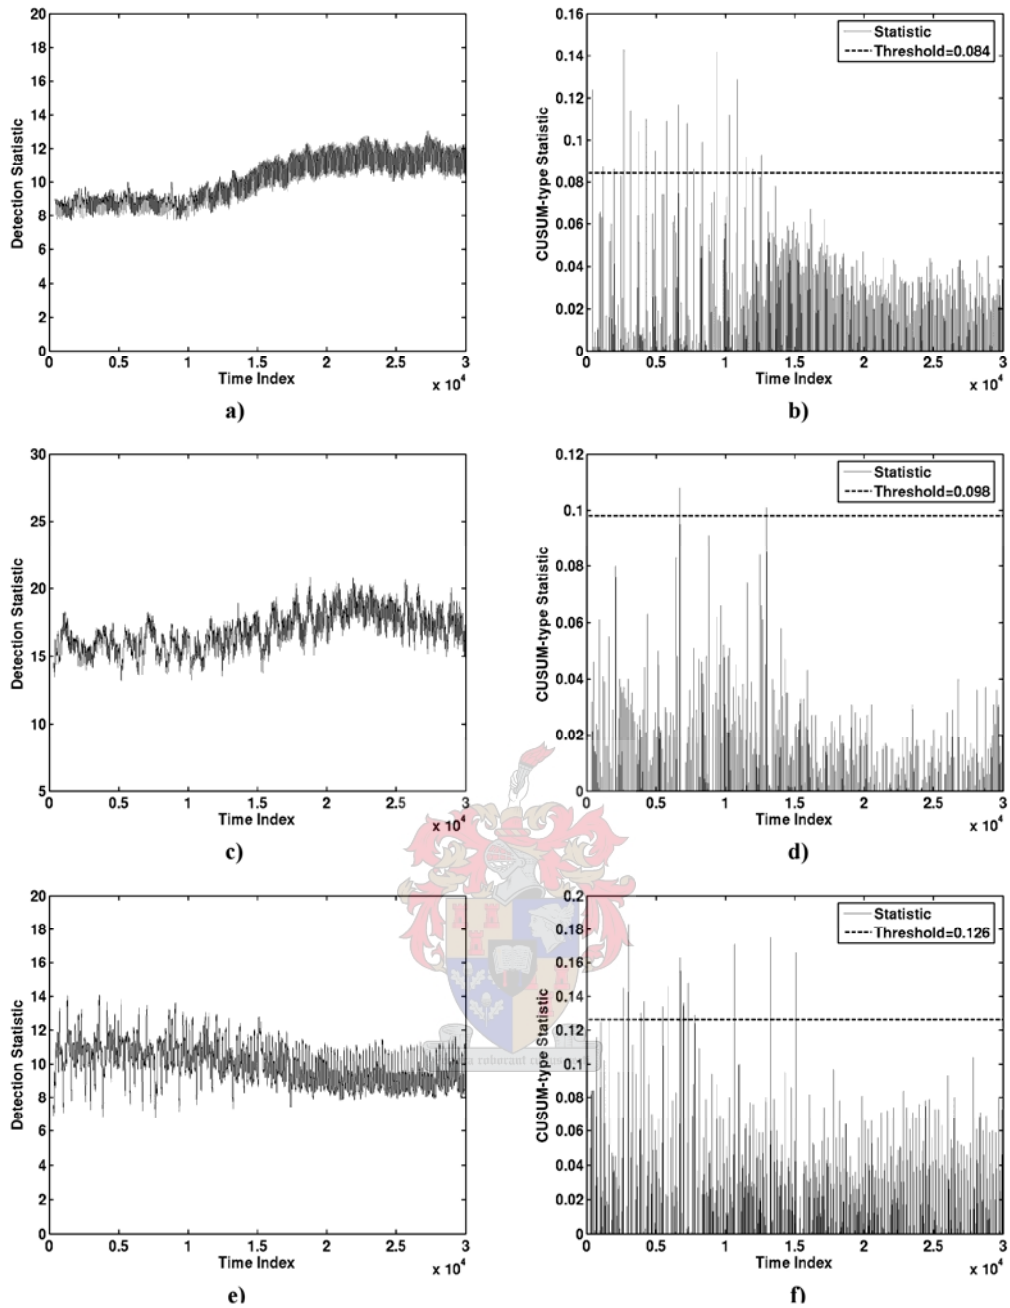 20
18
16
14
12
10
8
6
4
2
0
Detection Statistic
0 0.5 1 1.5 2 2.5 3
Time Index
x 10^4
a)
0.16
0.14
0.12
0.1
0.08
0.06
0.04
0.02
0
CUSUM-type Statistic
Statistic
Threshold=0.084
0 0.5 1 1.5 2 2.5 3
Time Index
x 10^4
b)
30
25
20
15
10
5
Detection Statistic
0 0.5 1 1.5 2 2.5 3
Time Index
x 10^4
c)
0.12
0.1
0.08
0.06
0.04
0.02
0
CUSUM-type Statistic
Statistic
Threshold=0.098
0 0.5 1 1.5 2 2.5 3
Time Index
x 10^4
d)
20
18
16
14
12
10
8
6
4
2
0
Detection Statistic
0 0.5 1 1.5 2 2.5 3
Time Index
x 10^4
e)
0.2
0.18
0.16
0.14
0.12
0.1
0.08
0.06
0.04
0.02
0
CUSUM-type Statistic
Statistic
Threshold=0.126
0 0.5 1 1.5 2 2.5 3
Time Index
x 10^4
f)
roborant